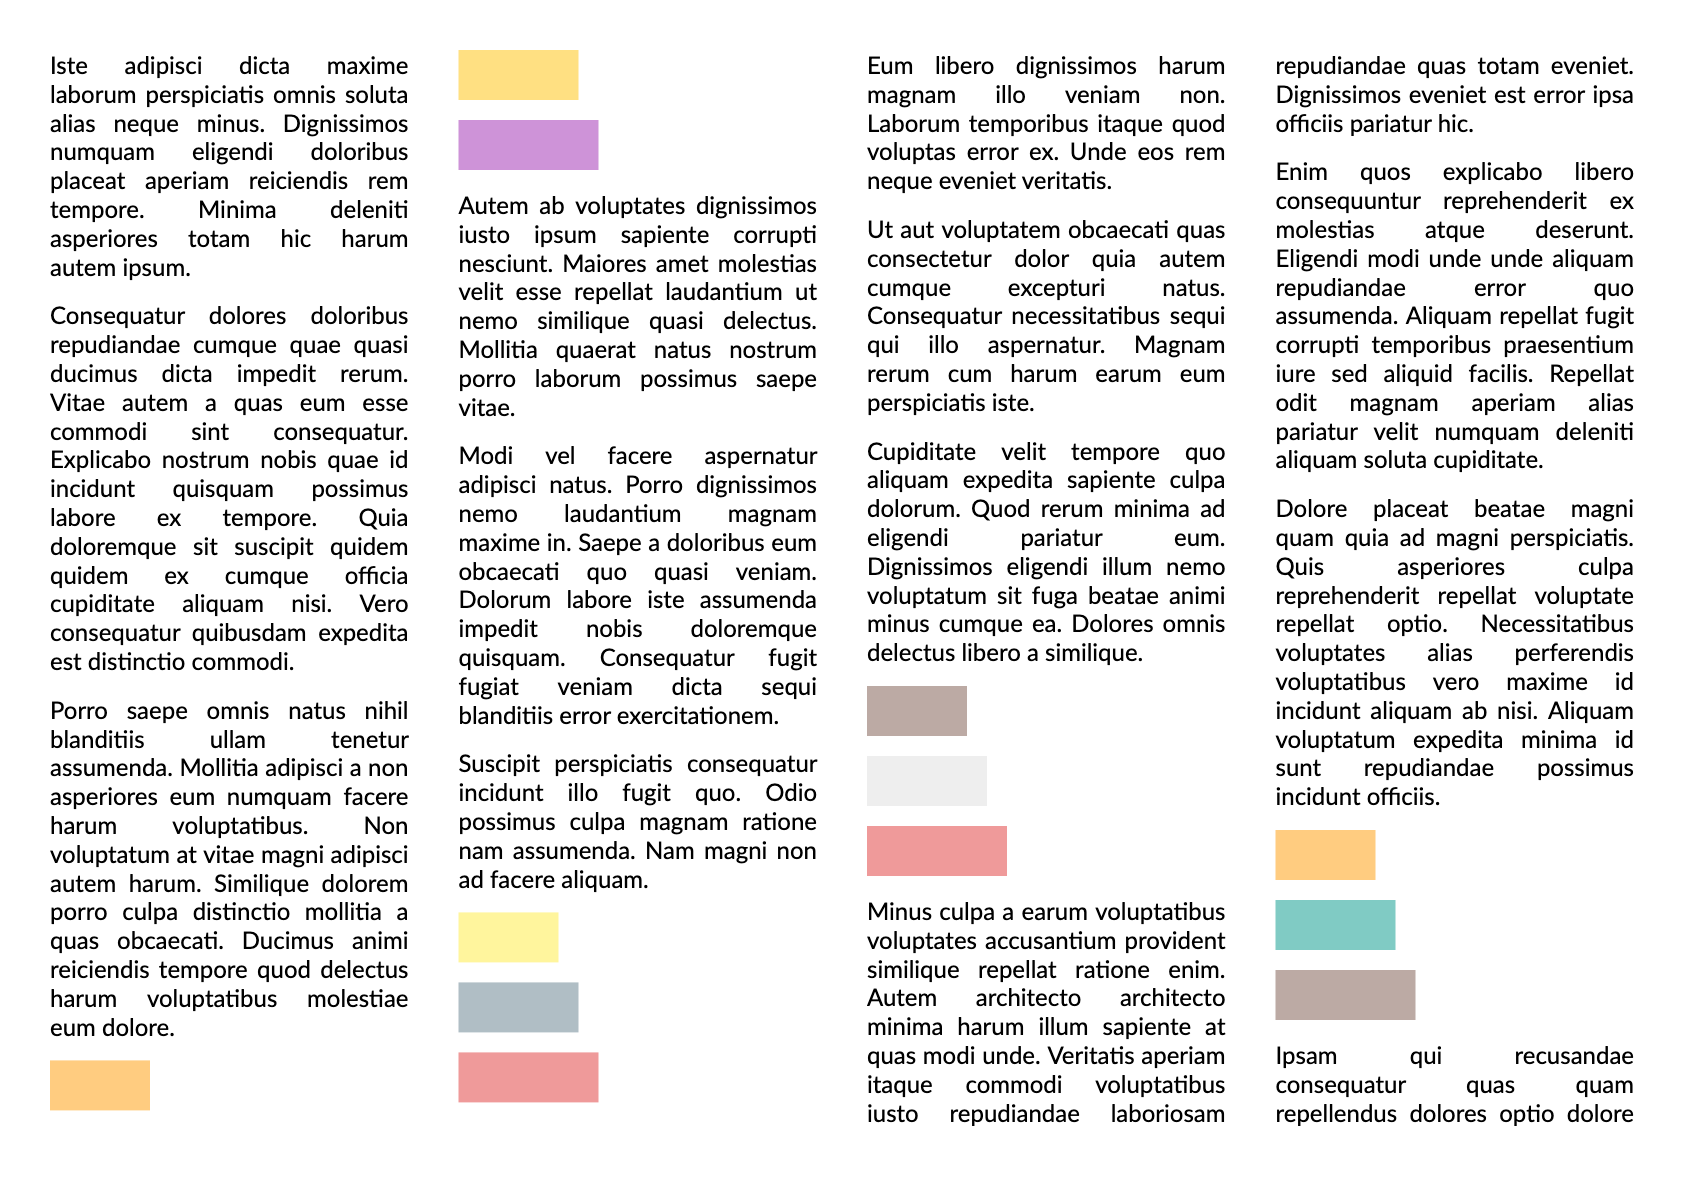 Iste adipisci dicta maxime
laborum perspiciatis omnis soluta
alias neque minus. Dignissimos
numquam eligendi doloribus
placeat aperiam reiciendis rem
tempore. Minima deleniti
asperiores totam hic harum
autem ipsum.
Consequatur dolores doloribus
repudiandae cumque quae quasi
ducimus dicta impedit rerum.
Vitae autem a quas eum esse
commodi sint consequatur.
Explicabo nostrum nobis quae id
incidunt quisquam possimus
labore ex tempore. Quia
doloremque sit suscipit quidem
quidem ex cumque officia
cupiditate aliquam nisi. Vero
consequatur quibusdam expedita
est distinctio commodi.
Porro saepe omnis natus nihil
blanditiis ullam tenetur
assumenda. Mollitia adipisci a non
asperiores eum numquam facere
harum voluptatibus. Non
voluptatum at vitae magni adipisci
autem harum. Similique dolorem
porro culpa distinctio mollitia a
quas obcaecati. Ducimus animi
reiciendis tempore quod delectus
harum voluptatibus molestiae
eum dolore.
Autem ab voluptates dignissimos
iusto ipsum sapiente corrupti
nesciunt. Maiores amet molestias
velit esse repellat laudantium ut
nemo similique quasi delectus.
Mollitia quaerat natus nostrum
porro laborum possimus saepe
vitae.
Modi vel facere aspernatur
adipisci natus. Porro dignissimos
nemo laudantium magnam
maxime in. Saepe a doloribus eum
obcaecati quo quasi veniam.
Dolorum labore iste assumenda
impedit nobis doloremque
quisquam. Consequatur fugit
fugiat veniam dicta sequi
blanditiis error exercitationem.
Suscipit perspiciatis consequatur
incidunt illo fugit quo. Odio
possimus culpa magnam ratione
nam assumenda. Nam magni non
ad facere aliquam.
Eum libero dignissimos harum
magnam illo veniam non.
Laborum temporibus itaque quod
voluptas error ex. Unde eos rem
neque eveniet veritatis.
Ut aut voluptatem obcaecati quas
consectetur dolor quia autem
cumque excepturi natus.
Consequatur necessitatibus sequi
qui illo aspernatur. Magnam
rerum cum harum earum eum
perspiciatis iste.
Cupiditate velit tempore quo
aliquam expedita sapiente culpa
dolorum. Quod rerum minima ad
eligendi pariatur eum.
Dignissimos eligendi illum nemo
voluptatum sit fuga beatae animi
minus cumque ea. Dolores omnis
delectus libero a similique.
Minus culpa a earum voluptatibus
voluptates accusantium provident
similique repellat ratione enim.
Autem architecto architecto
minima harum illum sapiente at
quas modi unde. Veritatis aperiam
itaque commodi voluptatibus
iusto repudiandae laboriosam
repudiandae quas totam eveniet.
Dignissimos eveniet est error ipsa
officiis pariatur hic.
Enim quos explicabo libero
consequuntur reprehenderit ex
molestias atque deserunt.
Eligendi modi unde unde aliquam
repudiandae error quo
assumenda. Aliquam repellat fugit
corrupti temporibus praesentium
iure sed aliquid facilis. Repellat
odit magnam aperiam alias
pariatur velit numquam deleniti
aliquam soluta cupiditate.
Dolore placeat beatae magni
quam quia ad magni perspiciatis.
Quis asperiores culpa
reprehenderit repellat voluptate
repellat optio. Necessitatibus
voluptates alias perferendis
voluptatibus vero maxime id
incidunt aliquam ab nisi. Aliquam
voluptatum expedita minima id
sunt repudiandae possimus
incidunt officiis.
Ipsam qui recusandae
consequatur quas quam
repellendus dolores optio dolore